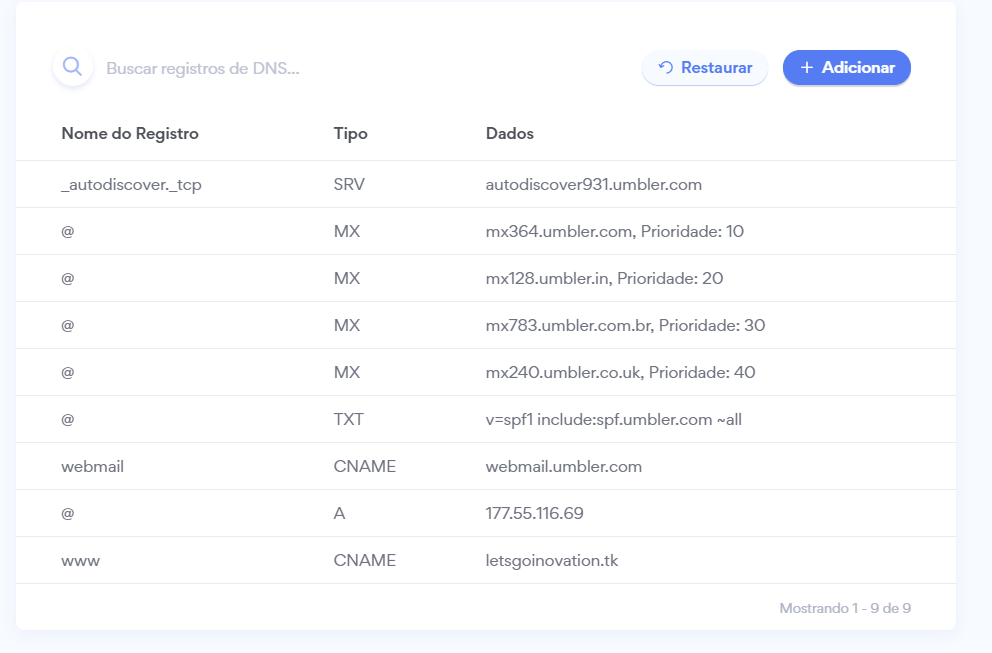 Buscar registros de DNS...
Restaurar
+ Adicionar
Nome do Registro Tipo Dados
_autodiscover._tcp SRV autodiscover931.umbler.com
@ MX mx364.umbler.com, Prioridade: 10
@ MX mx128.umbler.in, Prioridade: 20
@ MX mx783.umbler.com.br, Prioridade: 30
@ MX mx240.umbler.co.uk, Prioridade: 40
@ TXT v=spf1 include:spf.umbler.com ~all
webmail CNAME webmail.umbler.com
@ A 177.55.116.69
www CNAME letsgoinovation.tk
Mostrando 1 - 9 de 9